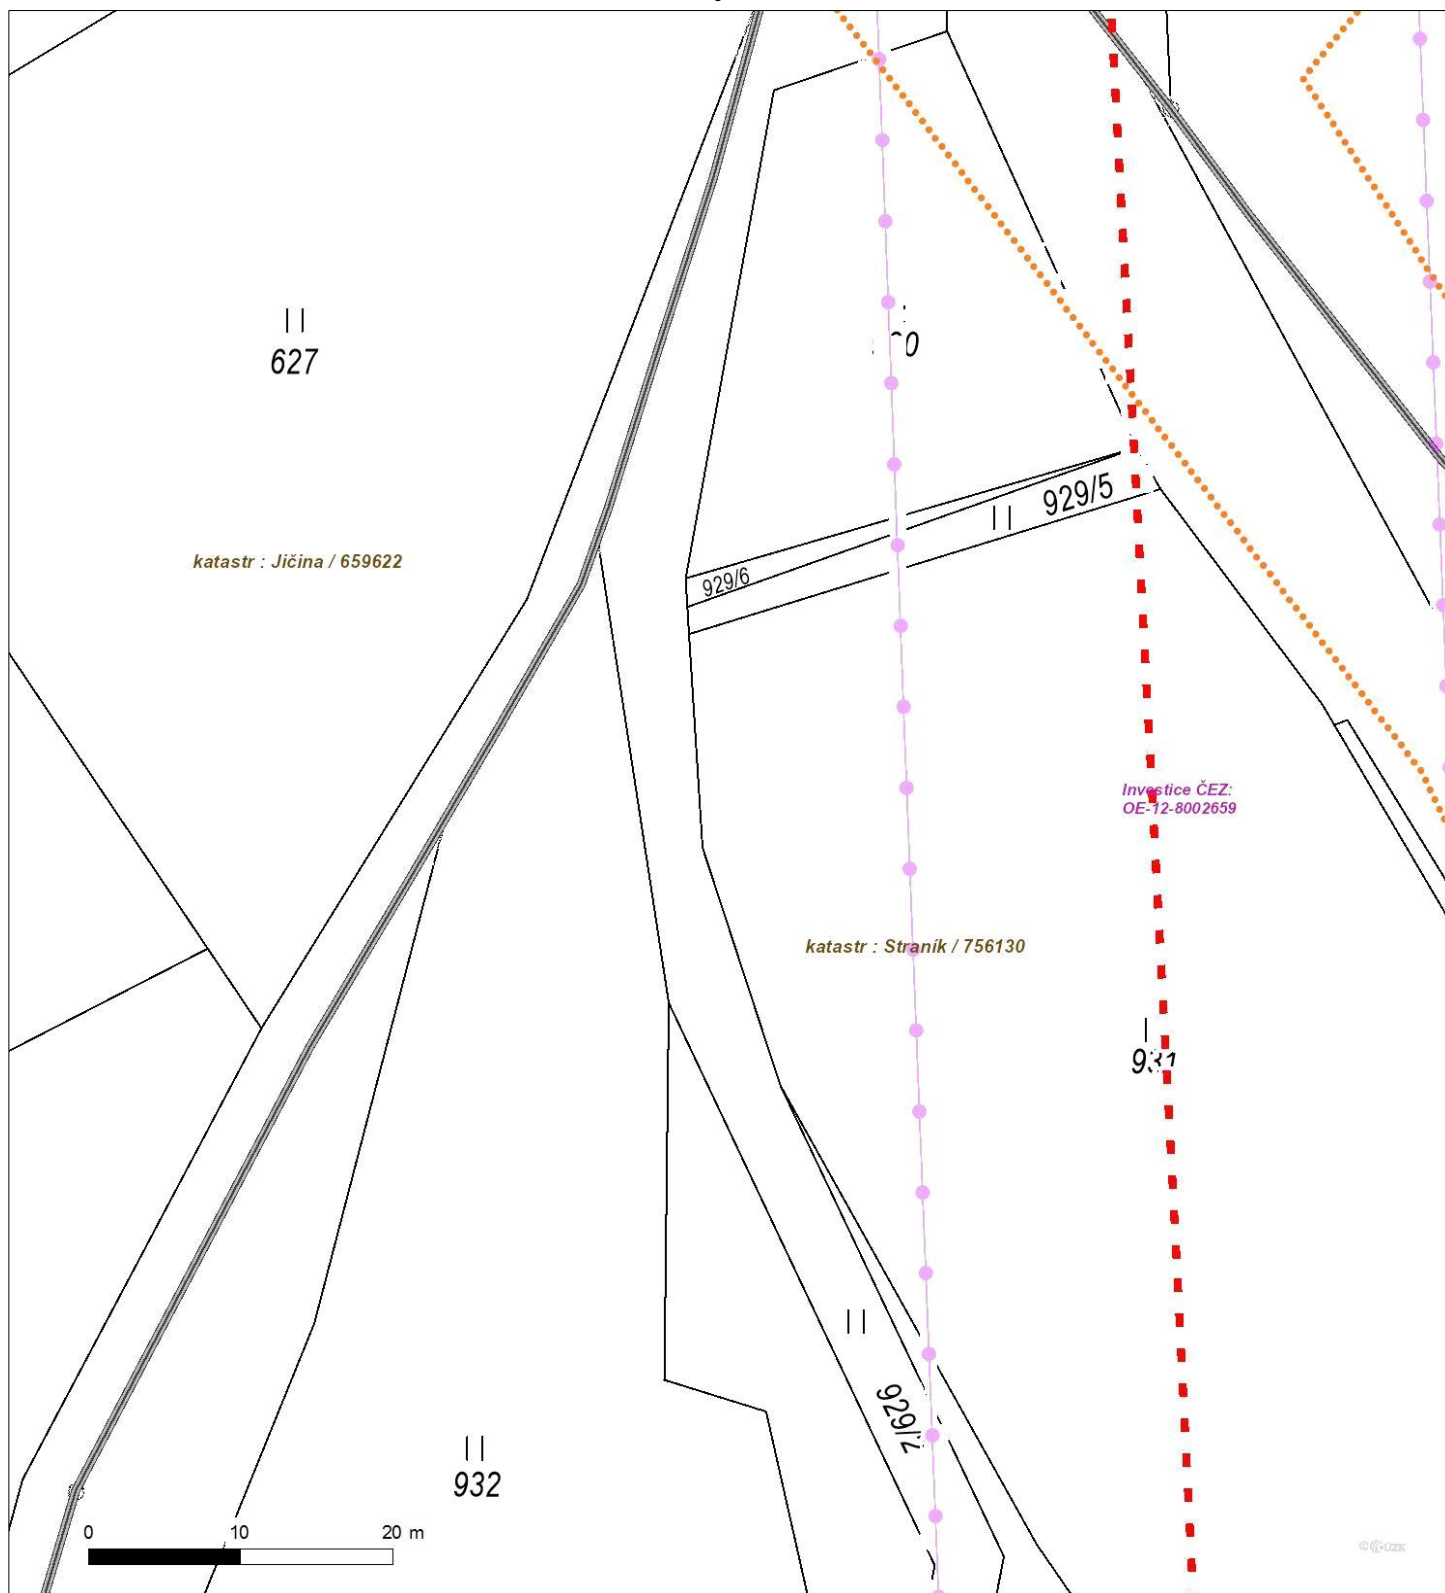 627
929/5
929/6
katastr : Jičina / 659622
Investice ČEZ:
OE-12-8002659
katastr : Straník / 756130
931
929/2
932
0 10 20 m